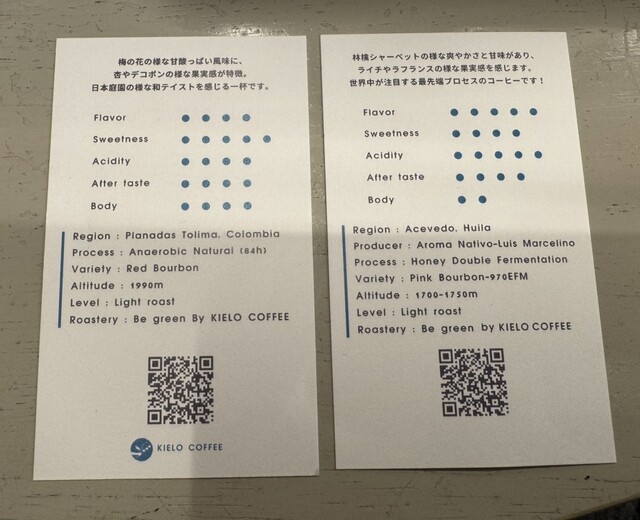 梅の花の様な甘酸っぱい風味に、
杏やデコポンの様な果実感が特徴。
日本庭園の様な和テイストを感じる一杯です。
Flavor
Sweetness
Acidity
After taste
Body
Region : Planadas Tolima, Colombia
Process : Anaerobic Natural (84h)
Variety : Red Bourbon
Altitude : 1990m
Level : Light roast
Roastery : Be green By KIELO COFFEE
KIELO COFFEE
林檎シャーベットの様な爽やかさと甘味があり、
ライチやラフランスの様な果実感を感じます。
世界中が注目する最先端プロセスのコーヒーです！
Flavor
Sweetness
Acidity
After taste
Body
Region : Acevedo, Huila
Producer : Aroma Nativo-Luis Marcelino
Process : Honey Double Fermentation
Variety : Pink Bourbon-970EFM
Altitude : 1700-1750m
Level : Light roast
Roastery : Be green by KIELO COFFEE